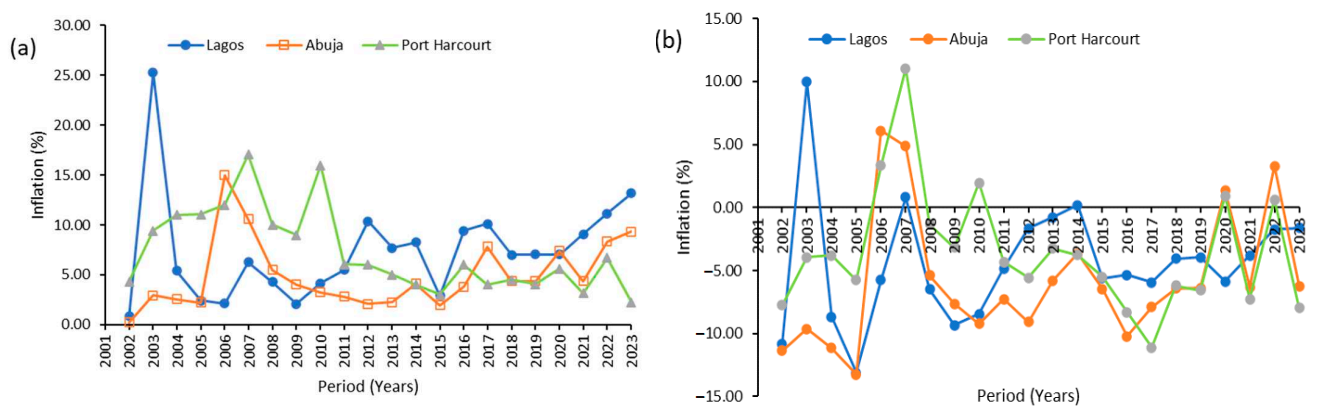 (a)
Lagos Abuja Port Harcourt
Inflation (%)
30.00
25.00
20.00
15.00
10.00
5.00
0.00
2001 2002 2003 2004 2005 2006 2007 2008 2009 2010 2011 2012 2013 2014 2015 2016 2017 2018 2019 2020 2021 2022 2023
Period (Years)
(b)
Lagos Abuja Port Harcourt
Inflation (%)
15.00
10.00
5.00
0.00
−5.00
−10.00
−15.00
2001 2002 2003 2004 2005 2006 2007 2008 2009 2010 2011 2012 2013 2014 2015 2016 2017 2018 2019 2020 2021 2022
Period (Years)